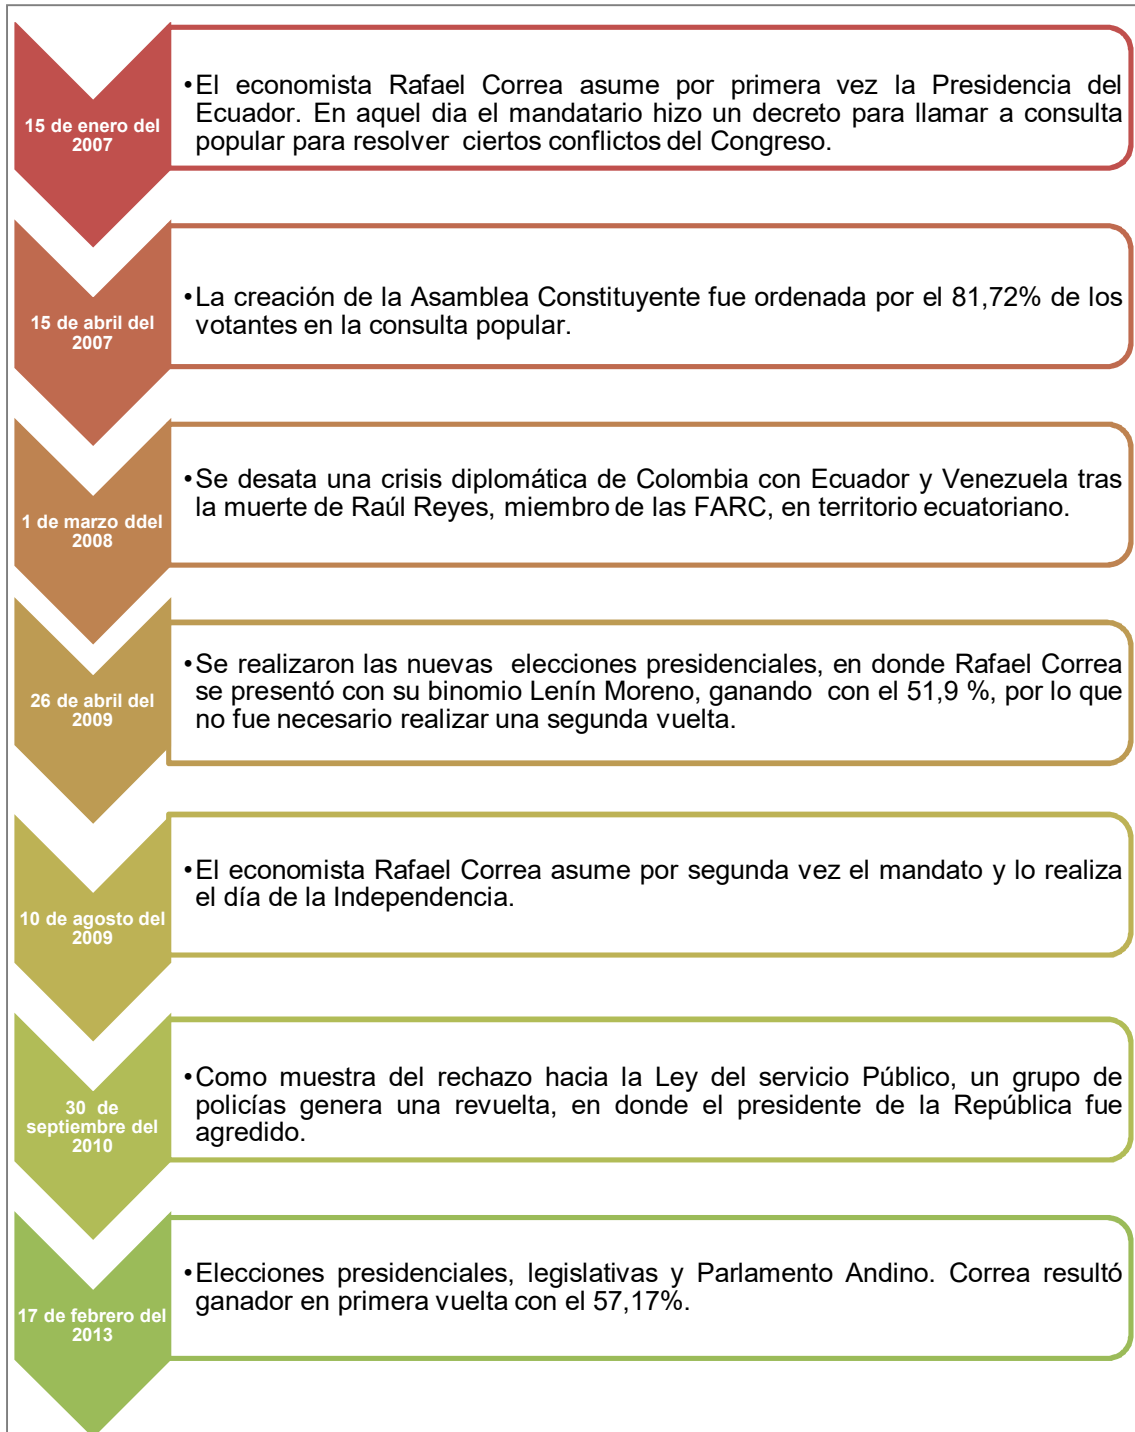 15 de enero del
2007
•El economista Rafael Correa asume por primera vez la Presidencia del
Ecuador. En aquel dia el mandatario hizo un decreto para llamar a consulta
popular para resolver ciertos conflictos del Congreso.
15 de abril del
2007
•La creación de la Asamblea Constituyente fue ordenada por el 81,72% de los
votantes en la consulta popular.
1 de marzo ddel
2008
•Se desata una crisis diplomática de Colombia con Ecuador y Venezuela tras
la muerte de Raúl Reyes, miembro de las FARC, en territorio ecuatoriano.
26 de abril del
2009
•Se realizaron las nuevas elecciones presidenciales, en donde Rafael Correa
se presentó con su binomio Lenín Moreno, ganando con el 51,9 %, por lo que
no fue necesario realizar una segunda vuelta.
10 de agosto del
2009
•El economista Rafael Correa asume por segunda vez el mandato y lo realiza
el día de la Independencia.
30 de
septiembre del
2010
•Como muestra del rechazo hacia la Ley del servicio Público, un grupo de
policías genera una revuelta, en donde el presidente de la República fue
agredido.
17 de febrero del
2013
•Elecciones presidenciales, legislativas y Parlamento Andino. Correa resultó
ganador en primera vuelta con el 57,17%.